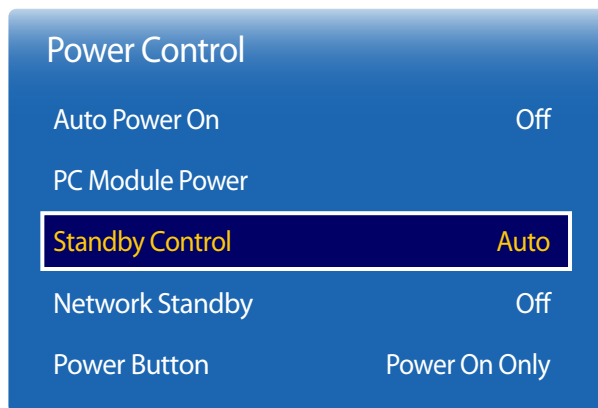 Power Control
Auto Power On Off
PC Module Power
Standby Control Auto
Network Standby Off
Power Button Power On Only